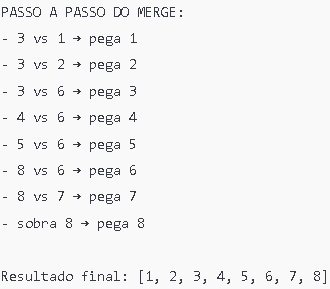 PASSO A PASSO DO MERGE:
- 3 vs 1 → pega 1
- 3 vs 2 → pega 2
- 3 vs 6 → pega 3
- 4 vs 6 → pega 4
- 5 vs 6 → pega 5
- 8 vs 6 → pega 6
- 8 vs 7 → pega 7
- sobra 8 → pega 8
Resultado final: [1, 2, 3, 4, 5, 6, 7, 8]